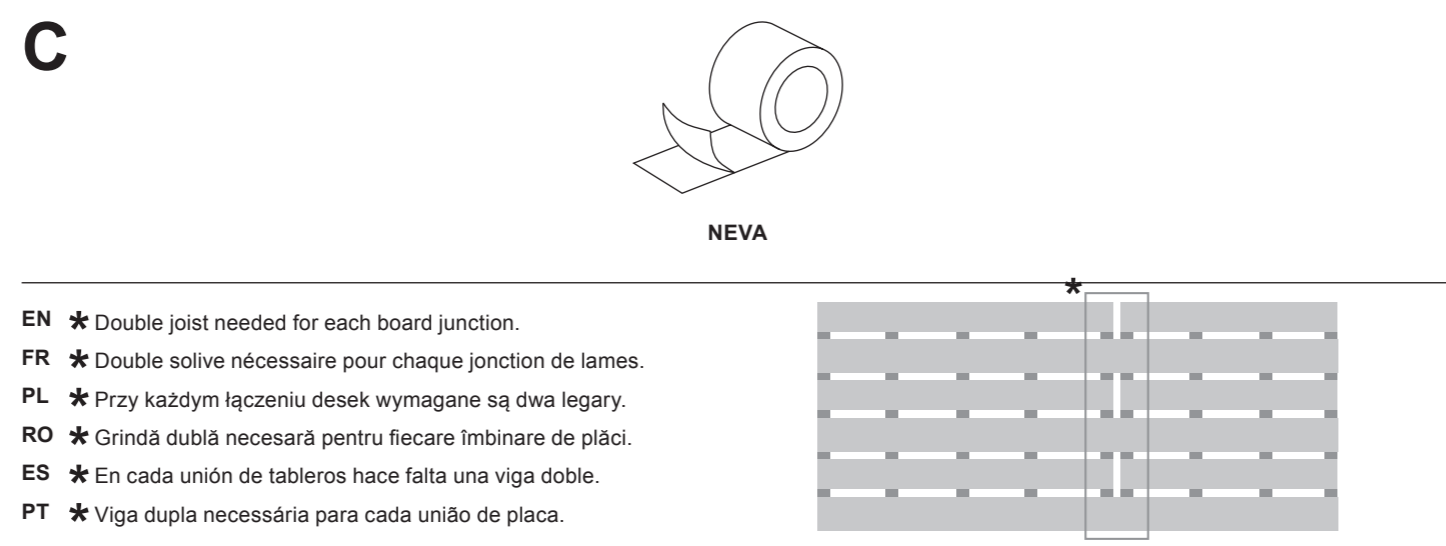 C
NEVA
*
EN * Double joist needed for each board junction.
FR * Double solive nécessaire pour chaque jonction de lames.
PL * Przy każdym łączeniu desek wymagane są dwa legary.
RO * Grindă dublă necesară pentru fiecare îmbinare de plăci.
ES * En cada unión de tableros hace falta una viga doble.
PT * Viga dupla necessária para cada união de placa.